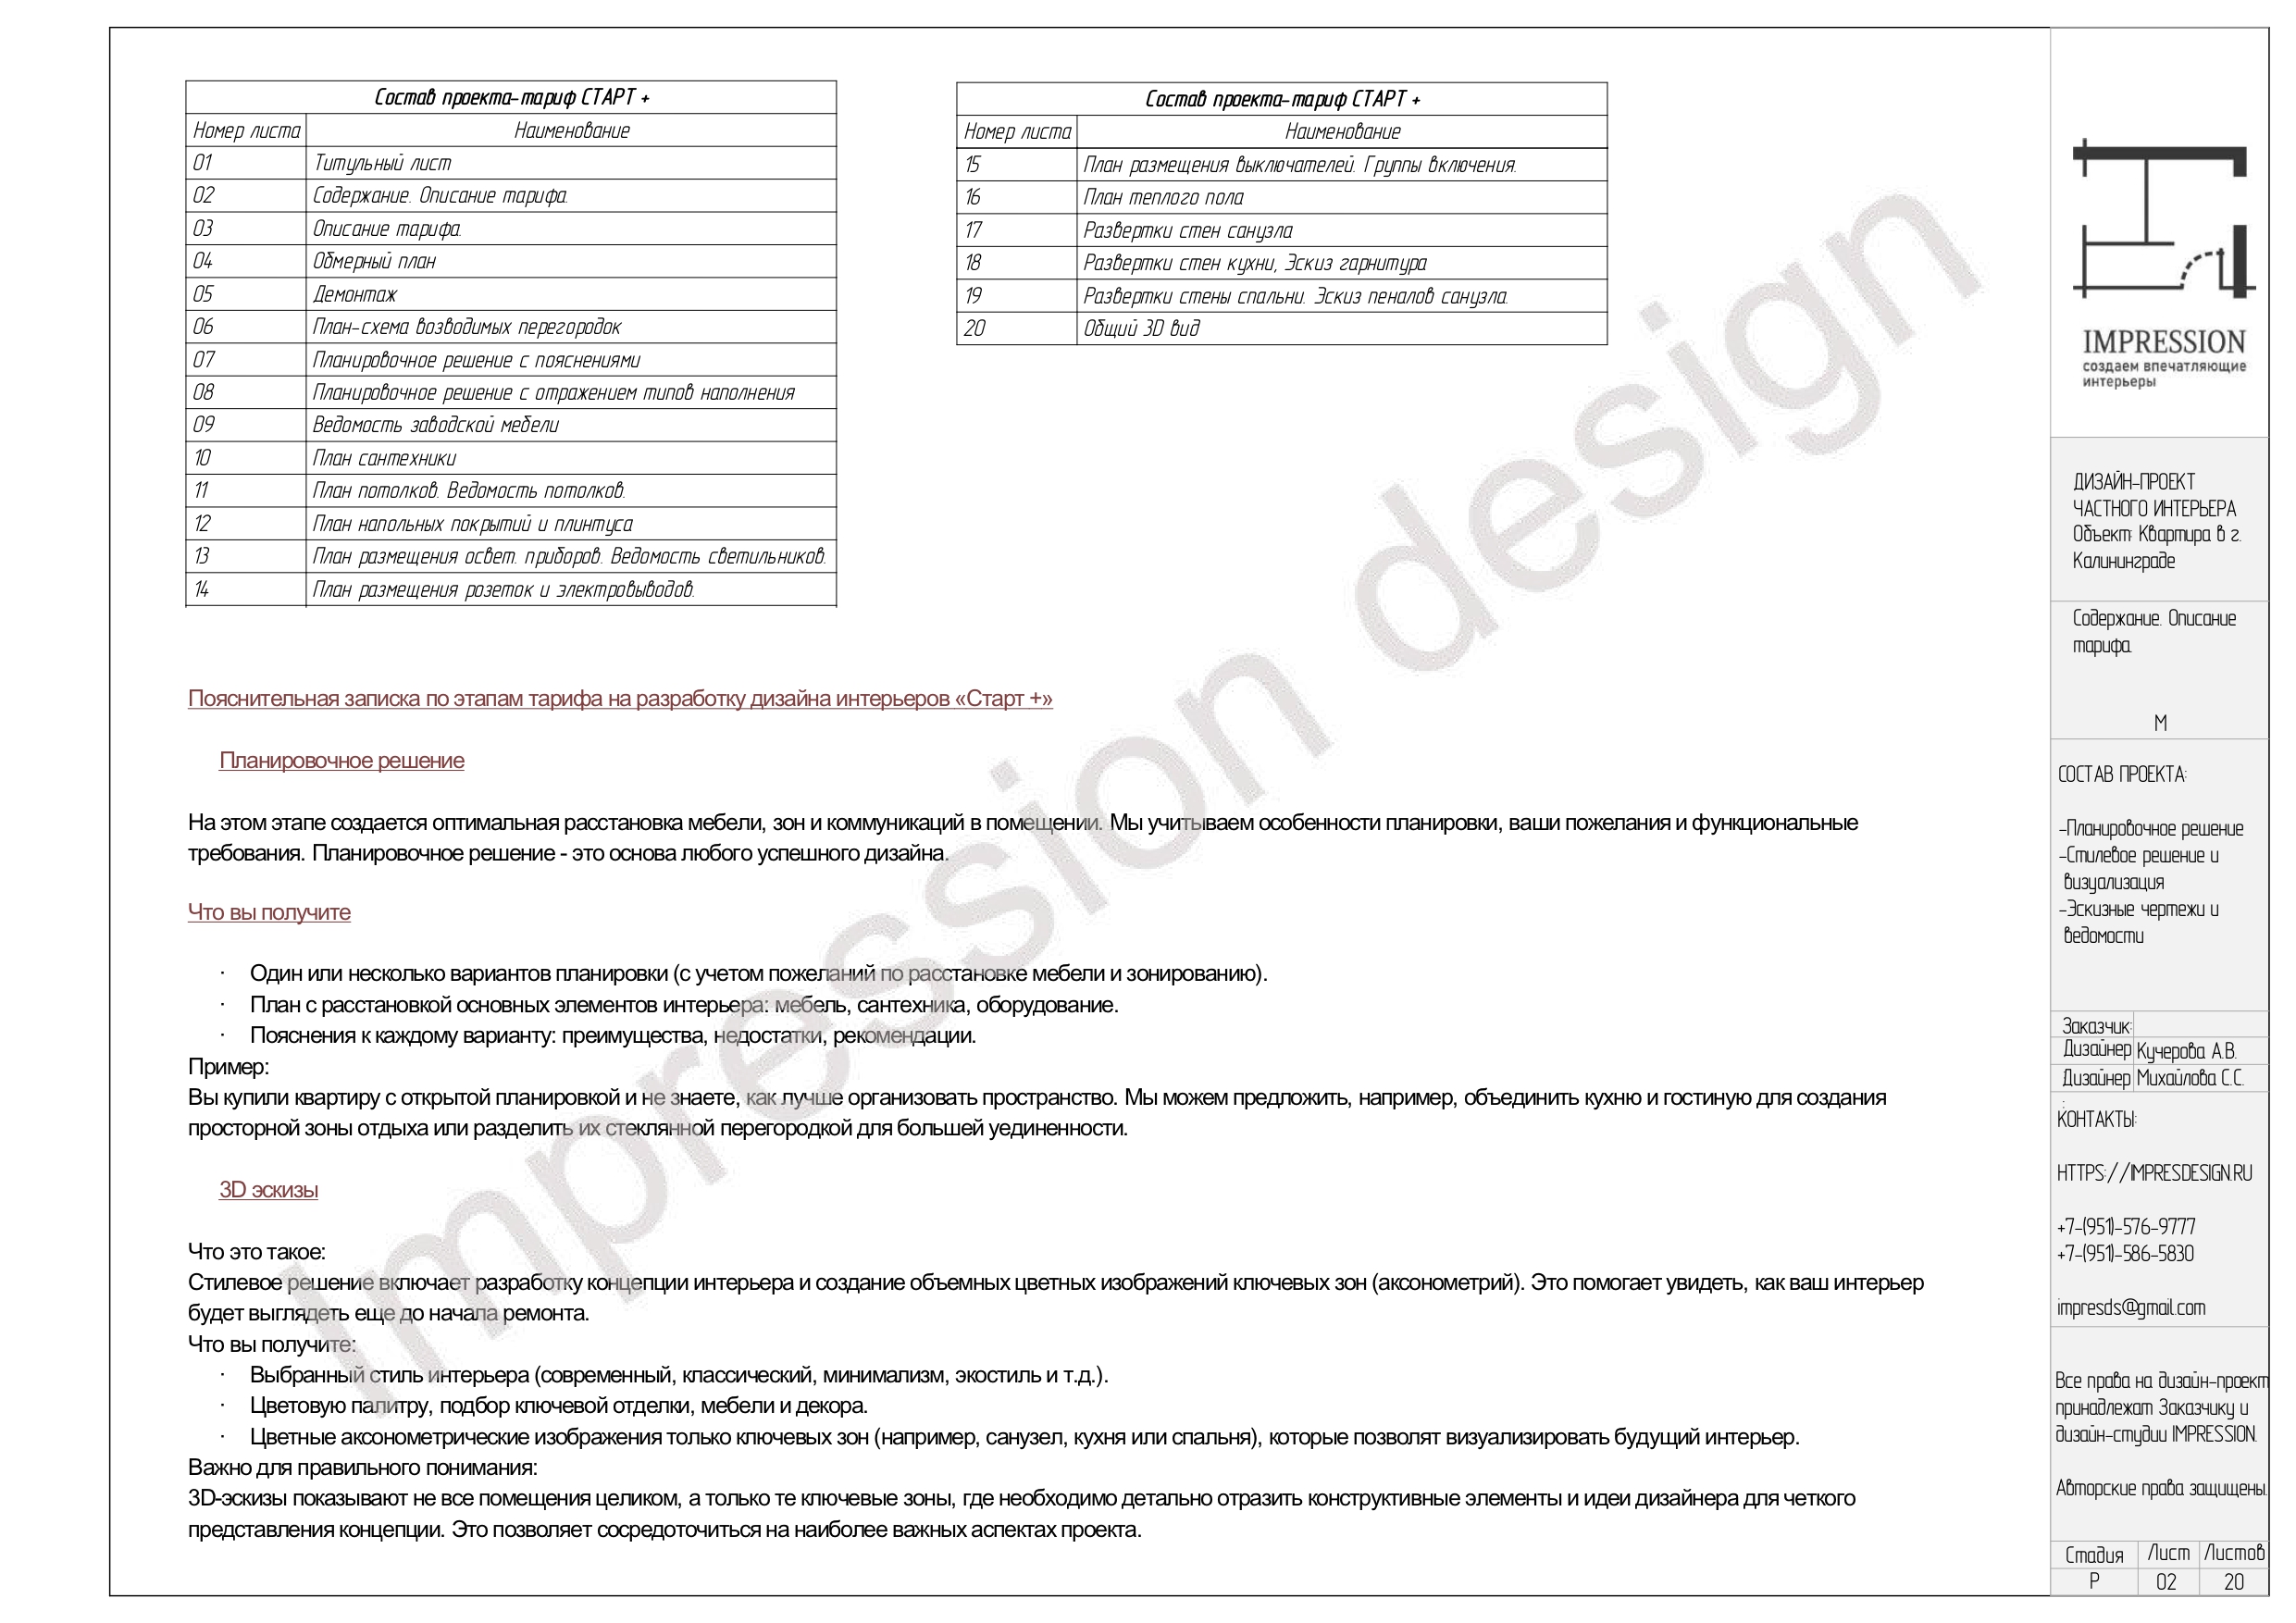 Состав проекта-тариф СТАРТ +
Номер листа Наименование
01 Титульный лист
02 Содержание. Описание тарифа.
03 Описание тарифа.
04 Обмерный план
05 Демонтаж
06 План-схема возводимых перегородок
07 Планировочное решение с пояснениями
08 Планировочное решение с отражением типов наполнения
09 Ведомость заводской мебели
10 План сантехники
11 План потолков. Ведомость потолков.
12 План напольных покрытий и плинтуса
13 План размещения освет. приборов. Ведомость светильников.
14 План размещения розеток и электровыводов.
Состав проекта-тариф СТАРТ +
Номер листа Наименование
15 План размещения выключателей. Группы включения.
16 План теплого пола
17 Развертки стен санузла
18 Развертки стен кухни, Эскиз гарнитура
19 Развертки стены спальни. Эскиз пеналов санузла.
20 Общий 3D вид
Пояснительная записка по этапам тарифа на разработку дизайна интерьеров «Старт +»
Планировочное решение
На этом этапе создается оптимальная расстановка мебели, зон и коммуникаций в помещении. Мы учитываем особенности планировки, ваши пожелания и функциональные
требования. Планировочное решение - это основа любого успешного дизайна.
Что вы получите
· Один или несколько вариантов планировки (с учетом пожеланий по расстановке мебели и зонированию).
· План с расстановкой основных элементов интерьера: мебель, сантехника, оборудование.
· Пояснения к каждому варианту: преимущества, недостатки, рекомендации.
Пример:
Вы купили квартиру с открытой планировкой и не знаете, как лучше организовать пространство. Мы можем предложить, например, объединить кухню и гостиную для создания
просторной зоны отдыха или разделить их стеклянной перегородкой для большей уединенности.
3D эскизы
Что это такое:
Стилевое решение включает разработку концепции интерьера и создание объемных цветных изображений ключевых зон (аксонометрий). Это помогает увидеть, как ваш интерьер
будет выглядеть еще до начала ремонта.
Что вы получите:
· Выбранный стиль интерьера (современный, классический, минимализм, экостиль и т.д.).
· Цветовую палитру, подбор ключевой отделки, мебели и декора.
· Цветные аксонометрические изображения только ключевых зон (например, санузел, кухня или спальня), которые позволят визуализировать будущий интерьер.
Важно для правильного понимания:
3D-эскизы показывают не все помещения целиком, а только те ключевые зоны, где необходимо детально отразить конструктивные элементы и идеи дизайнера для четкого
представления концепции. Это позволяет сосредоточиться на наиболее важных аспектах проекта.
Impression design
IMPRESSION
создаем впечатляющие
интерьеры
ДИЗАЙН-ПРОЕКТ
ЧАСТНОГО ИНТЕРЬЕРА
Объект: Квартира в г.
Калининграде
Содержание. Описание
тарифа.
М
СОСТАВ ПРОЕКТА:
-Планировочное решение
-Стилевое решение и
визуализация
-Эскизные чертежи и
ведомости
Заказчик:
Дизайнер Кучерова А.В.
Дизайнер Михайлова С.С.
:
КОНТАКТЫ:
HTTPS://IMPRESDESIGN.RU
+7-(951)-576-9777
+7-(951)-586-5830
impresds@gmail.com
Все права на дизайн-проект
принадлежат Заказчику и
дизайн-студии IMPRESSION.
Авторские права защищены.
Стадия Лист Листов
Р 02 20